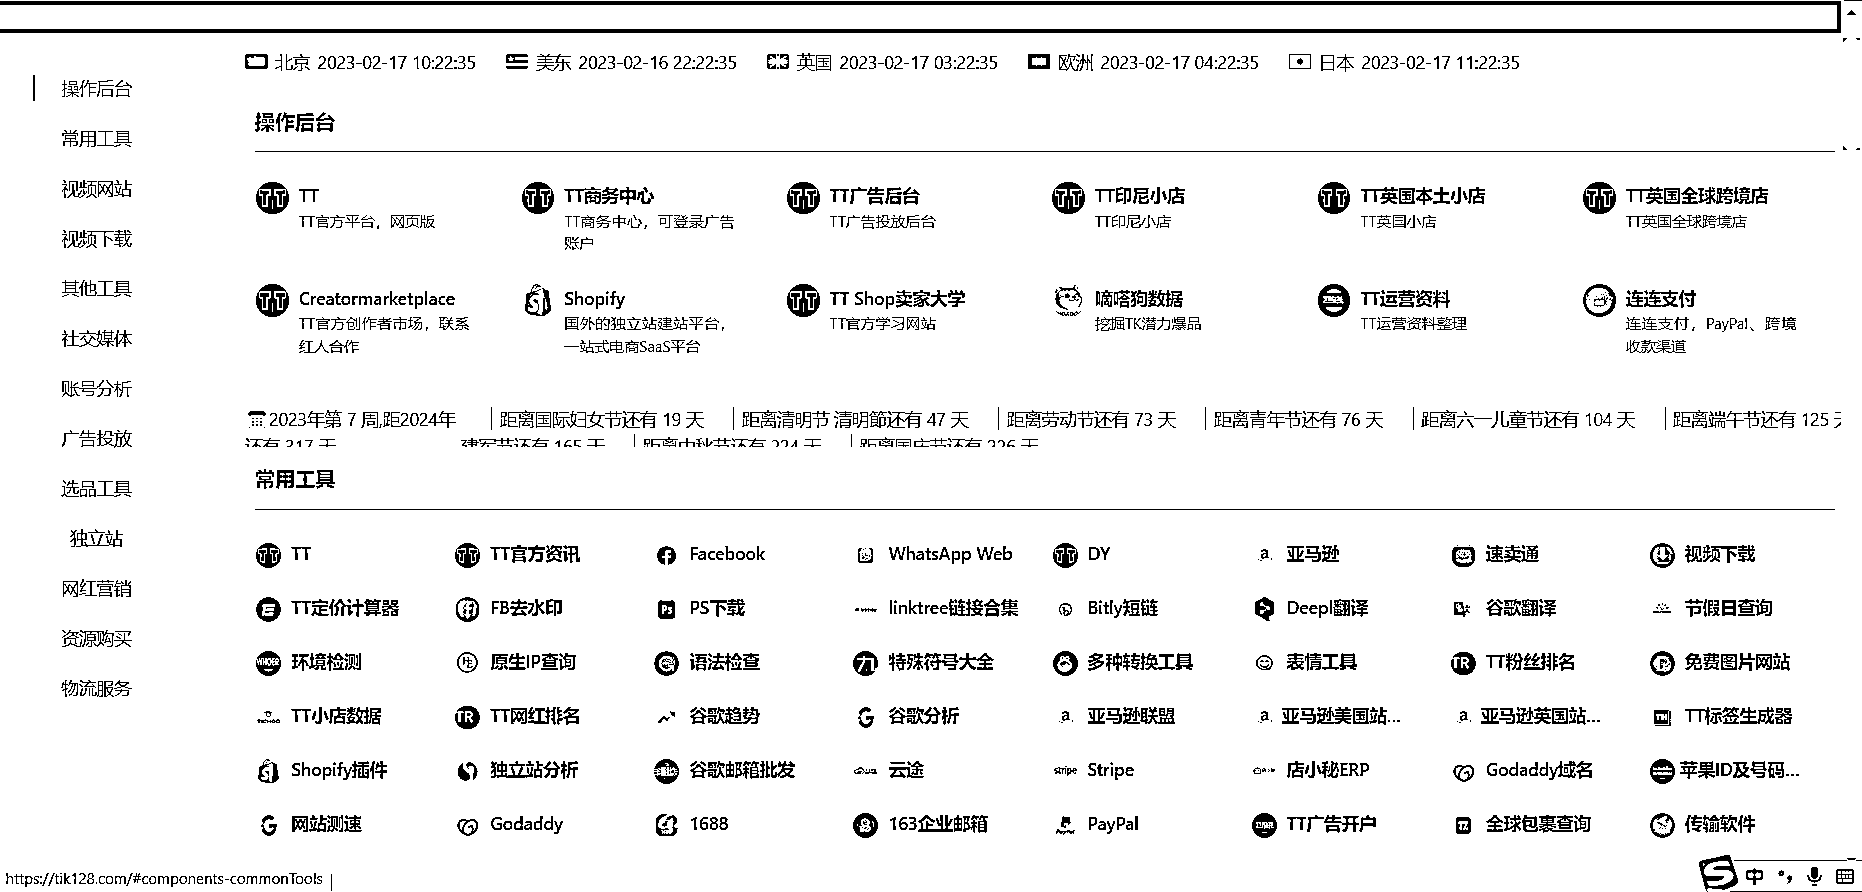 北京 2023-02-17 10:22:35 美东 2023-02-16 22:22:35 英国 2023-02-17 03:22:35 欧洲 2023-02-17 04:22:35 日本 2023-02-17 11:22:35
操作后台
常用工具
视频网站
视频下载
其他工具
社交媒体
账号分析
广告投放
选品工具
独立站
网红营销
资源购买
物流服务
操作后台
TT
TT官方平台，网页版
TT商务中心
TT商务中心，可登录广告
账户
TT广告后台
TT广告投放后台
TT印尼小店
TT印尼小店
TT英国本土小店
TT英国小店
TT英国全球跨境店
TT英国全球跨境店
Creatormarketplace
TT官方创作者市场，联系
红人合作
Shopify
国外的独立站建站平台，
一站式电商SaaS平台
TT Shop卖家大学
TT官方学习网站
嘀嗒狗数据
挖掘TK潜力爆品
TT运营资料
TT运营资料整理
连连支付
连连支付，PayPal、跨境
收款渠道
2023年第 7 周,距2024年 距离国际妇女节还有 19 天 距离清明节 清明節还有 47 天 距离劳动节还有 73 天 距离青年节还有 76 天 距离六一儿童节还有 104 天 距离端午节还有 125 天
还有 317 天 建军节还有 165 天 距离中秋节还有 224 天 距离国庆节还有 226 天
常用工具
TT TT官方资讯 Facebook WhatsApp Web DY 亚马逊 速卖通 视频下载
TT定价计算器 FB去水印 PS下载 linktree链接合集 Bitly短链 Deepl翻译 谷歌翻译 节假日查询
环境检测 原生IP查询 语法检查 特殊符号大全 多种转换工具 表情工具 TT粉丝排名 免费图片网站
TT小店数据 TT网红排名 谷歌趋势 谷歌分析 亚马逊联盟 亚马逊美国站... 亚马逊英国站... TT标签生成器
Shopify插件 独立站分析 谷歌邮箱批发 云途 stripe Stripe 店小秘ERP Godaddy域名 苹果ID及号码...
网站测速 Godaddy 1688 163企业邮箱 PayPal TT广告开户 全球包裹查询 传输软件
https://tik128.com/#components-commonTools
中